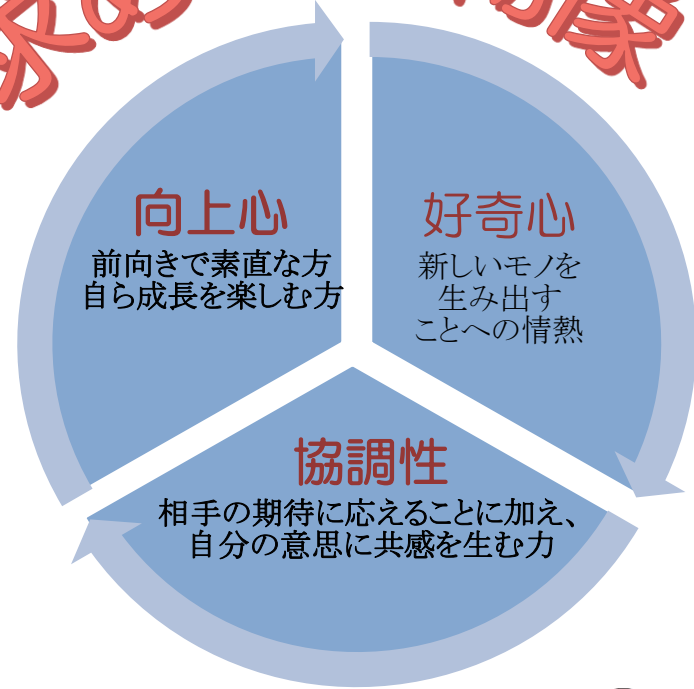 求め
像
向上心
前向きで素直な方
自ら成長を楽しむ方
好奇心
新しいモノを
生み出す
ことへの情熱
協調性
相手の期待に応えることに加え、
自分の意思に共感を生む力